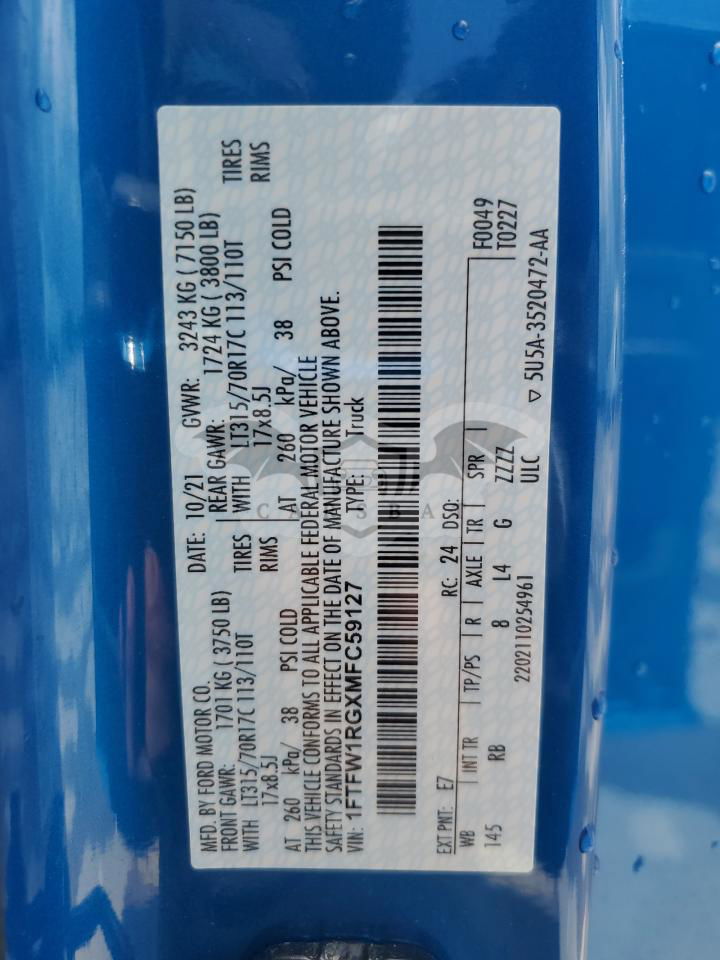 MFD. BY FORD MOTOR CO.
DATE: 10/21 GVWR: 3243 KG ( 7150 LB)
FRONT GAWR: 1701 KG ( 3750 LB) REAR GAWR: 1724 KG ( 3800 LB)
WITH LT315/70R17C 113/110T TIRES WITH LT315/70R17C 113/110T TIRES
17x8.5J RIMS 17x8.5J RIMS
AT 260 kPa/ 38 PSI COLD AT 260 kPa/ 38 PSI COLD
THIS VEHICLE CONFORMS TO ALL APPLICABLE FEDERAL MOTOR VEHICLE
SAFETY STANDARDS IN EFFECT ON THE DATE OF MANUFACTURE SHOWN ABOVE.
VIN: 1FTFW1RGXMFC59127 TYPE: Truck
EXT PNT: E7 RC: 24 DSO: F0049
WB INT TR TP/PS R AXLE TR SPR T0227
145 RB 8 L4 G ZZZZ
2202110254961 ULC ▽ 5U5A-3520472-AA